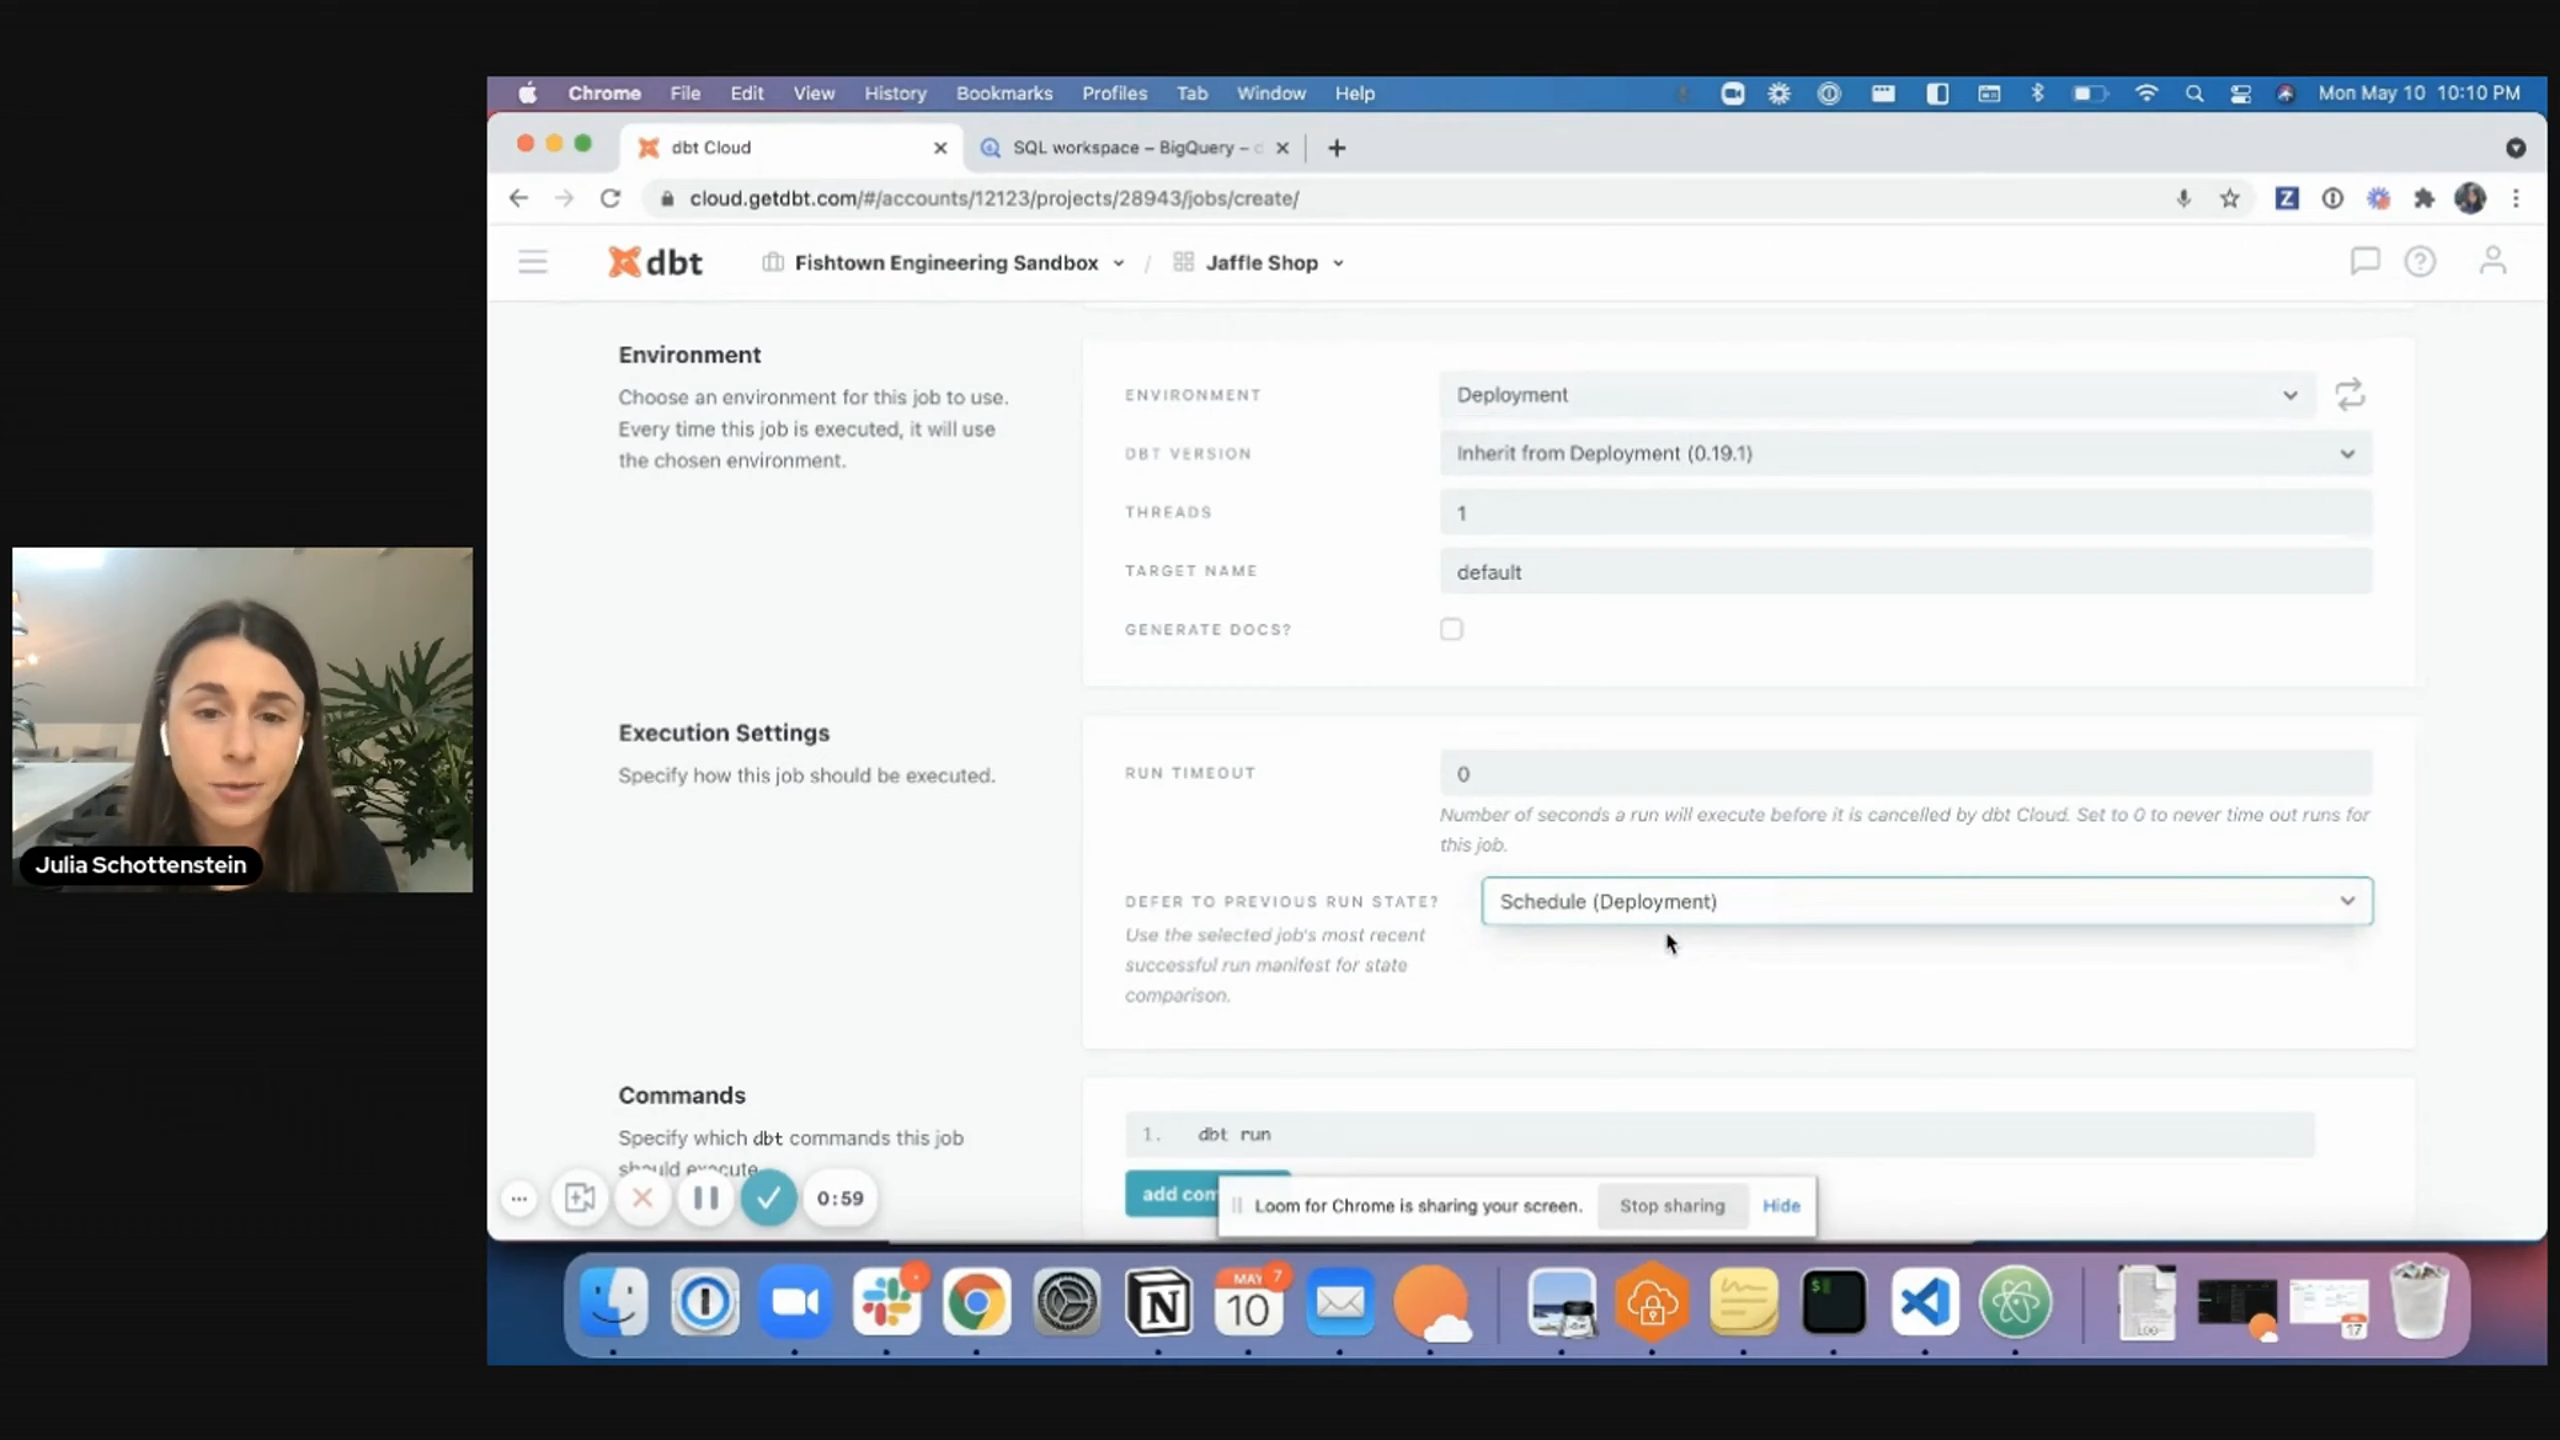 Chrome File Edit View History Bookmarks Profiles Tab Window Help
Mon May 10 10:10 PM
dbt Cloud
SQL workspace – BigQuery –
cloud.getdbt.com/#/accounts/12123/projects/28943/jobs/create/
Z
dbt
Fishtown Engineering Sandbox / Jaffle Shop
Environment
Choose an environment for this job to use.
Every time this job is executed, it will use
the chosen environment.
ENVIRONMENT
Deployment
DBT VERSION
Inherit from Deployment (0.19.1)
THREADS
1
TARGET NAME
default
GENERATE DOCS?
Execution Settings
Specify how this job should be executed.
RUN TIMEOUT
0
Number of seconds a run will execute before it is cancelled by dbt Cloud. Set to 0 to never time out runs for
this job.
DEFER TO PREVIOUS RUN STATE?
Schedule (Deployment)
Use the selected job's most recent
successful run manifest for state
comparison.
Commands
Specify which dbt commands this job
should execute
1. dbt run
add com
0:59
Loom for Chrome is sharing your screen.
Stop sharing
Hide
Julia Schottenstein
MAY
7
10
$
LOG
17